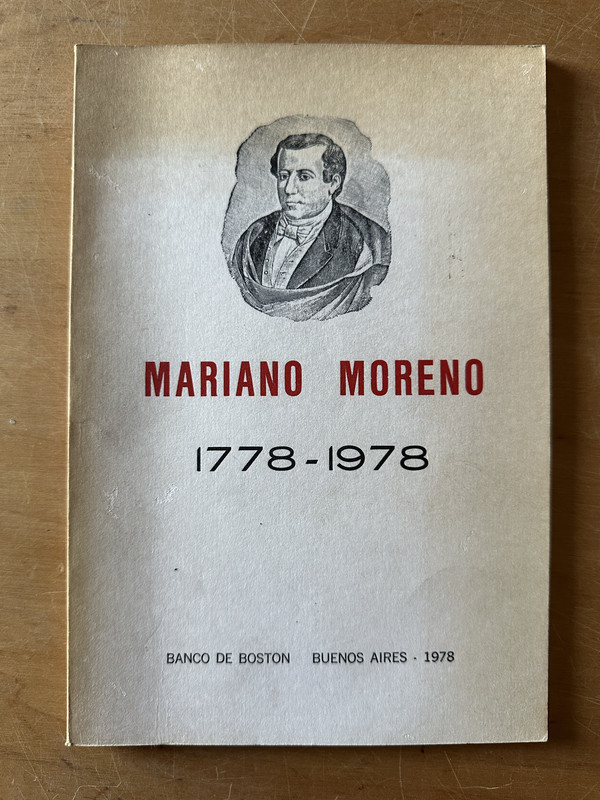 MARIANO MORENO
1778-1978
BANCO DE BOSTON BUENOS AIRES - 1978